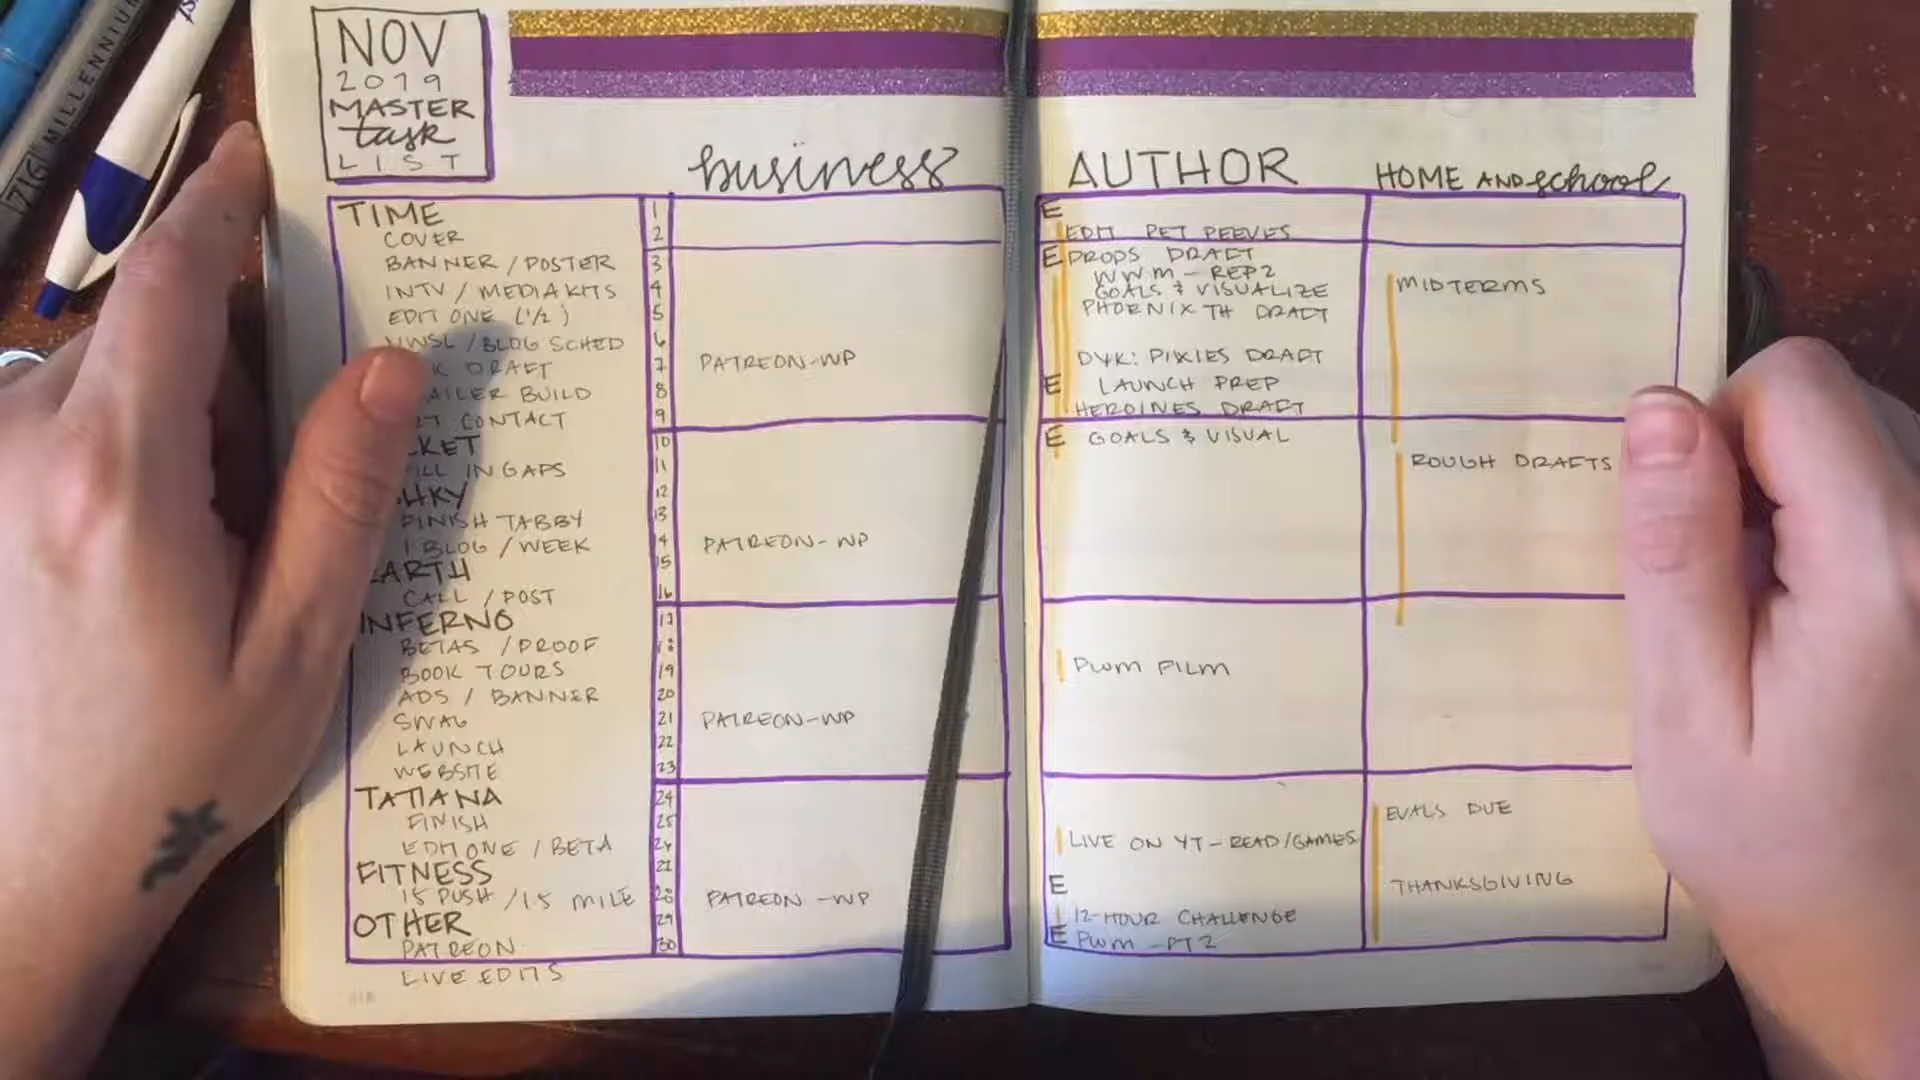 NOV
2019
MASTER
task
LIST
business
AUTHOR
HOME AND school
TIME
COVER
BANNER / POSTER
INTV / MEDIA KITS
EDIT ONE (1/2)
/ BLOG SCHED
DRAFT
BUILD
CONTACT
IN GAPS
FINISH TABBY
1 BLOG / WEEK
EARTH
CALL / POST
INFERNO
BETAS / PROOF
BOOK TOURS
ADS / BANNER
SWAG
LAUNCH
WEBSITE
TATIANA
FINISH
EDIT ONE / BETA
FITNESS
15 PUSH / 1.5 MILE
OTHER
PATREON
LIVE EDITS
1
2
3
4
5
6
7
8
9
10
11
12
13
14
15
16
17
18
19
20
21
22
23
24
25
26
27
28
29
30
PATREON-WP
PATREON-WP
PATREON-WP
PATREON-WP
E
EDIT PET PEEVES
E PROPS DRAFT
WWM - REP2
GOALS & VISUALIZE
PHOENIX TH DRAFT
DYK: PIXIES DRAFT
E LAUNCH PREP
HEROINES DRAFT
E GOALS & VISUAL
PWM FILM
LIVE ON YT - READ/GAMES
E
12-HOUR CHALLENGE
E PWM - PT 2
MIDTERMS
ROUGH DRAFTS
EVALS DUE
THANKSGIVING
MILLENNIUM